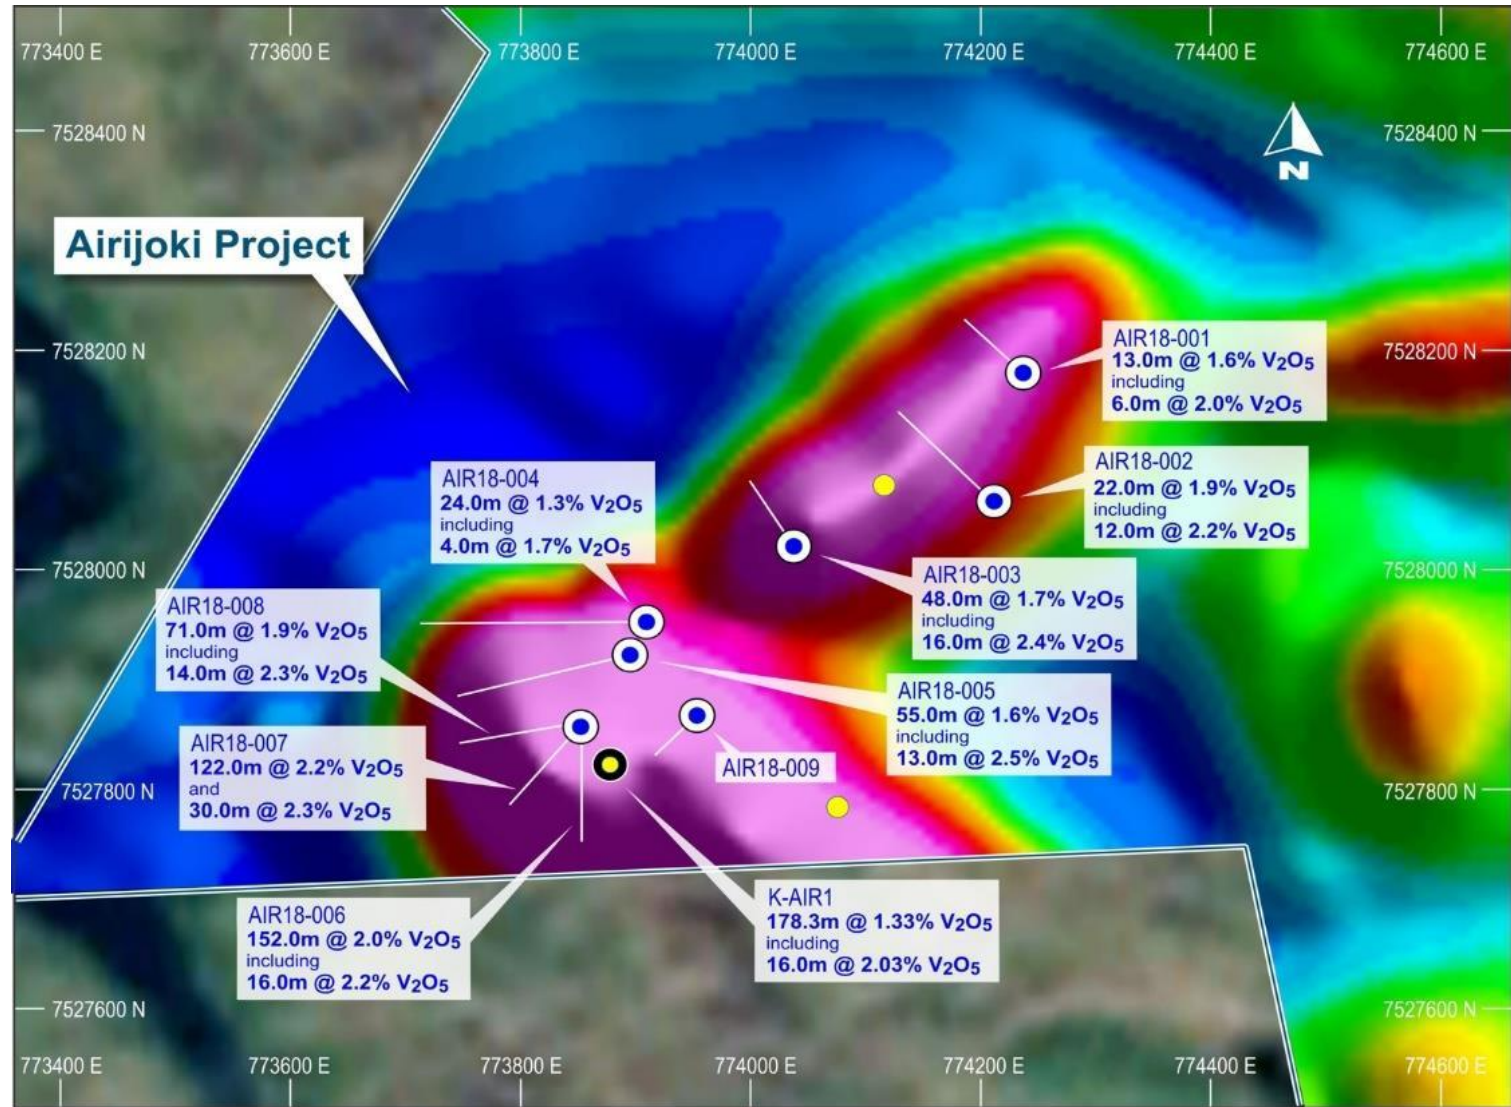 773400 E
773600 E
773800 E
774000 E
774200 E
774400 E
774600 E
7528400 N
7528400 N
N
Airijoki Project
7528200 N
7528200 N
AIR18-001
13.0m @ 1.6% V₂O₅
including
6.0m @ 2.0% V₂O₅
AIR18-002
22.0m @ 1.9% V₂O₅
including
12.0m @ 2.2% V₂O₅
AIR18-004
24.0m @ 1.3% V₂O₅
including
4.0m @ 1.7% V₂O₅
7528000 N
7528000 N
AIR18-003
48.0m @ 1.7% V₂O₅
including
16.0m @ 2.4% V₂O₅
AIR18-008
71.0m @ 1.9% V₂O₅
including
14.0m @ 2.3% V₂O₅
AIR18-005
55.0m @ 1.6% V₂O₅
including
13.0m @ 2.5% V₂O₅
AIR18-007
122.0m @ 2.2% V₂O₅
and
30.0m @ 2.3% V₂O₅
AIR18-009
7527800 N
7527800 N
AIR18-006
152.0m @ 2.0% V₂O₅
including
16.0m @ 2.2% V₂O₅
K-AIR1
178.3m @ 1.33% V₂O₅
including
16.0m @ 2.03% V₂O₅
7527600 N
7527600 N
773400 E
773600 E
773800 E
774000 E
774200 E
774400 E
774600 E